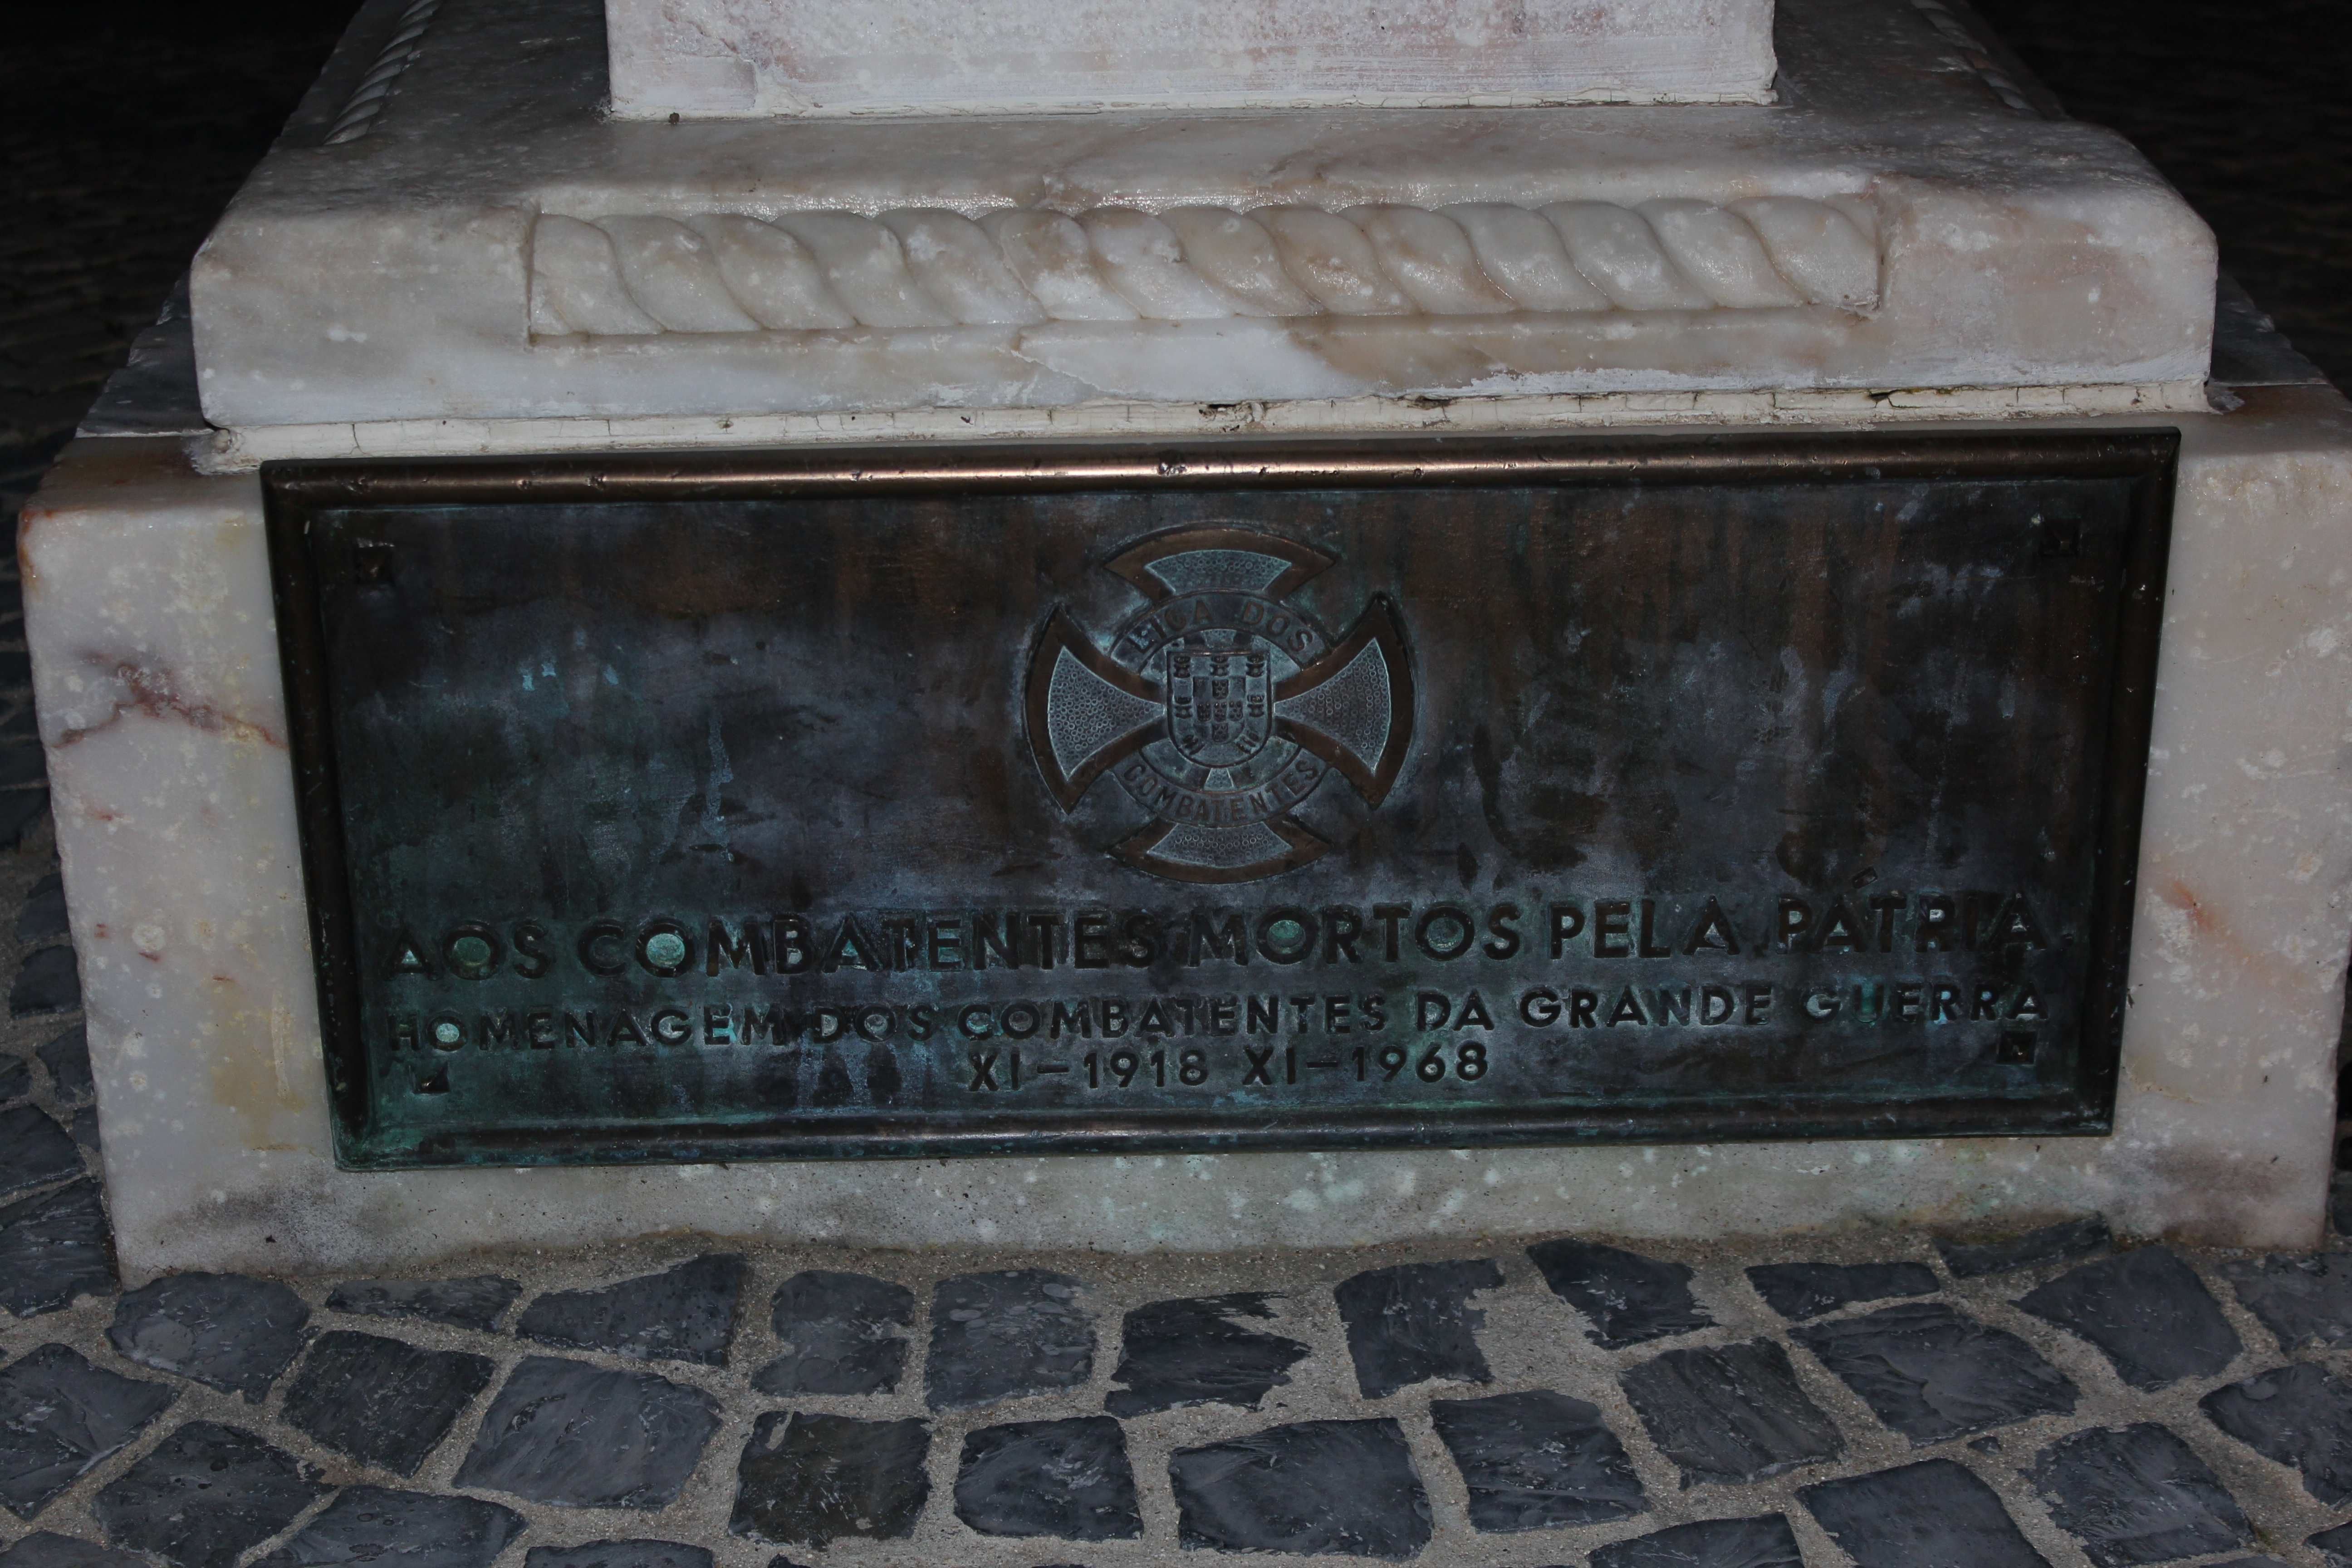 LIGA DOS
COMBATENTES
AOS COMBATENTES MORTOS PELA PÁTRIA
HOMENAGEM DOS COMBATENTES DA GRANDE GUERRA
XI-1918 XI-1968